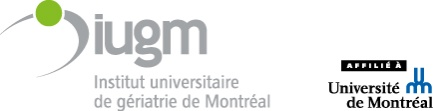 iugm
Institut universitaire
de gériatrie de Montréal
AFFILIÉ À
Université
de Montréal